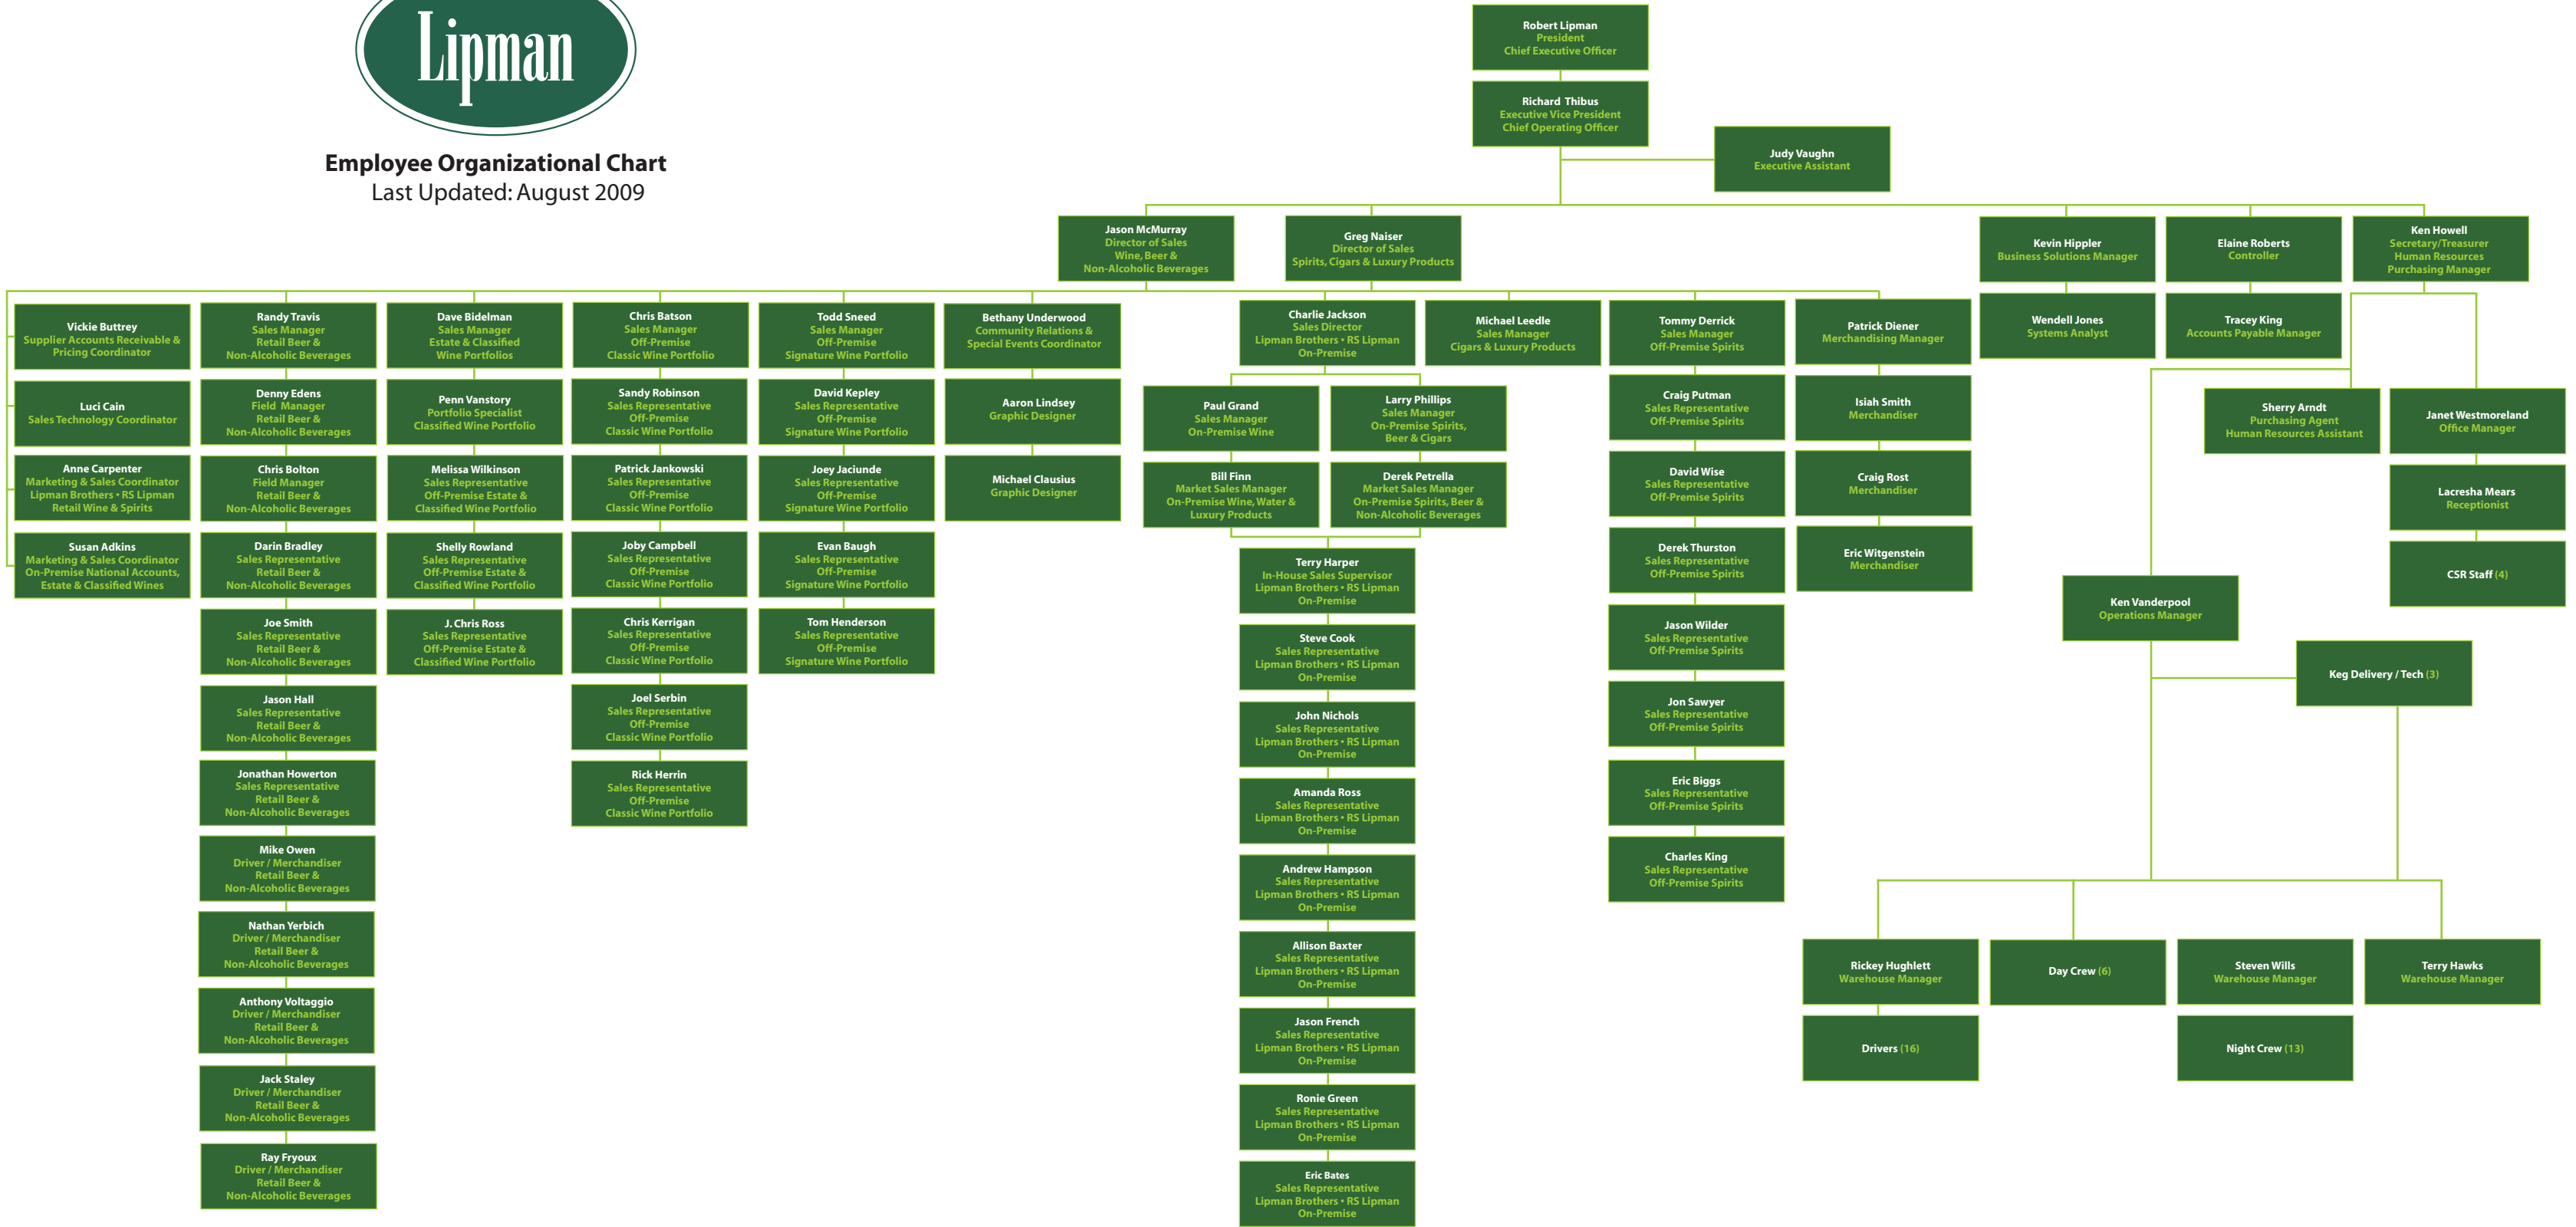 Lipman
Employee Organizational Chart
Last Updated: August 2009
Robert Lipman
President
Chief Executive Officer
Richard Thibus
Executive Vice President
Chief Operating Officer
Judy Vaughn
Executive Assistant
Jason McMurray
Director of Sales
Wine, Beer &
Non-Alcoholic Beverages
Greg Naiser
Director of Sales
Spirits, Cigars & Luxury Products
Kevin Hippler
Business Solutions Manager
Elaine Roberts
Controller
Ken Howell
Secretary/Treasurer
Human Resources
Purchasing Manager
Vickie Buttrey
Supplier Accounts Receivable &
Pricing Coordinator
Luci Cain
Sales Technology Coordinator
Anne Carpenter
Marketing & Sales Coordinator
Lipman Brothers • RS Lipman
Retail Wine & Spirits
Susan Adkins
Marketing & Sales Coordinator
On-Premise National Accounts,
Estate & Classified Wines
Randy Travis
Sales Manager
Retail Beer &
Non-Alcoholic Beverages
Denny Edens
Field Manager
Retail Beer &
Non-Alcoholic Beverages
Chris Bolton
Field Manager
Retail Beer &
Non-Alcoholic Beverages
Darin Bradley
Sales Representative
Retail Beer &
Non-Alcoholic Beverages
Joe Smith
Sales Representative
Retail Beer &
Non-Alcoholic Beverages
Jason Hall
Sales Representative
Retail Beer &
Non-Alcoholic Beverages
Jonathan Howerton
Sales Representative
Retail Beer &
Non-Alcoholic Beverages
Mike Owen
Driver / Merchandiser
Retail Beer &
Non-Alcoholic Beverages
Nathan Yerbich
Driver / Merchandiser
Retail Beer &
Non-Alcoholic Beverages
Anthony Voltaggio
Driver / Merchandiser
Retail Beer &
Non-Alcoholic Beverages
Jack Staley
Driver / Merchandiser
Retail Beer &
Non-Alcoholic Beverages
Ray Fryoux
Driver / Merchandiser
Retail Beer &
Non-Alcoholic Beverages
Dave Bidelman
Sales Manager
Estate & Classified
Wine Portfolios
Penn Vanstory
Portfolio Specialist
Classified Wine Portfolio
Melissa Wilkinson
Sales Representative
Off-Premise Estate &
Classified Wine Portfolio
Shelly Rowland
Sales Representative
Off-Premise Estate &
Classified Wine Portfolio
J. Chris Ross
Sales Representative
Off-Premise Estate &
Classified Wine Portfolio
Chris Batson
Sales Manager
Off-Premise
Classic Wine Portfolio
Sandy Robinson
Sales Representative
Off-Premise
Classic Wine Portfolio
Patrick Jankowski
Sales Representative
Off-Premise
Classic Wine Portfolio
Joby Campbell
Sales Representative
Off-Premise
Classic Wine Portfolio
Chris Kerrigan
Sales Representative
Off-Premise
Classic Wine Portfolio
Joel Serbin
Sales Representative
Off-Premise
Classic Wine Portfolio
Rick Herrin
Sales Representative
Off-Premise
Classic Wine Portfolio
Todd Sneed
Sales Manager
Off-Premise
Signature Wine Portfolio
David Kepley
Sales Representative
Off-Premise
Signature Wine Portfolio
Joey Jaciunde
Sales Representative
Off-Premise
Signature Wine Portfolio
Evan Baugh
Sales Representative
Off-Premise
Signature Wine Portfolio
Tom Henderson
Sales Representative
Off-Premise
Signature Wine Portfolio
Bethany Underwood
Community Relations &
Special Events Coordinator
Aaron Lindsey
Graphic Designer
Michael Clausius
Graphic Designer
Charlie Jackson
Sales Director
Lipman Brothers • RS Lipman
On-Premise
Paul Grand
Sales Manager
On-Premise Wine
Bill Finn
Market Sales Manager
On-Premise Wine, Water &
Luxury Products
Larry Phillips
Sales Manager
On-Premise Spirits,
Beer & Cigars
Derek Petrella
Market Sales Manager
On-Premise Spirits, Beer &
Non-Alcoholic Beverages
Terry Harper
In-House Sales Supervisor
Lipman Brothers • RS Lipman
On-Premise
Steve Cook
Sales Representative
Lipman Brothers • RS Lipman
On-Premise
John Nichols
Sales Representative
Lipman Brothers • RS Lipman
On-Premise
Amanda Ross
Sales Representative
Lipman Brothers • RS Lipman
On-Premise
Andrew Hampson
Sales Representative
Lipman Brothers • RS Lipman
On-Premise
Allison Baxter
Sales Representative
Lipman Brothers • RS Lipman
On-Premise
Jason French
Sales Representative
Lipman Brothers • RS Lipman
On-Premise
Ronie Green
Sales Representative
Lipman Brothers • RS Lipman
On-Premise
Eric Bates
Sales Representative
Lipman Brothers • RS Lipman
On-Premise
Michael Leedle
Sales Manager
Cigars & Luxury Products
Tommy Derrick
Sales Manager
Off-Premise Spirits
Craig Putman
Sales Representative
Off-Premise Spirits
David Wise
Sales Representative
Off-Premise Spirits
Derek Thurston
Sales Representative
Off-Premise Spirits
Jason Wilder
Sales Representative
Off-Premise Spirits
Jon Sawyer
Sales Representative
Off-Premise Spirits
Eric Biggs
Sales Representative
Off-Premise Spirits
Charles King
Sales Representative
Off-Premise Spirits
Patrick Diener
Merchandising Manager
Isiah Smith
Merchandiser
Craig Rost
Merchandiser
Eric Witgenstein
Merchandiser
Wendell Jones
Systems Analyst
Tracey King
Accounts Payable Manager
Sherry Arndt
Purchasing Agent
Human Resources Assistant
Janet Westmoreland
Office Manager
Lacresha Mears
Receptionist
CSR Staff (4)
Ken Vanderpool
Operations Manager
Keg Delivery / Tech (3)
Rickey Hughlett
Warehouse Manager
Drivers (16)
Day Crew (6)
Steven Wills
Warehouse Manager
Night Crew (13)
Terry Hawks
Warehouse Manager